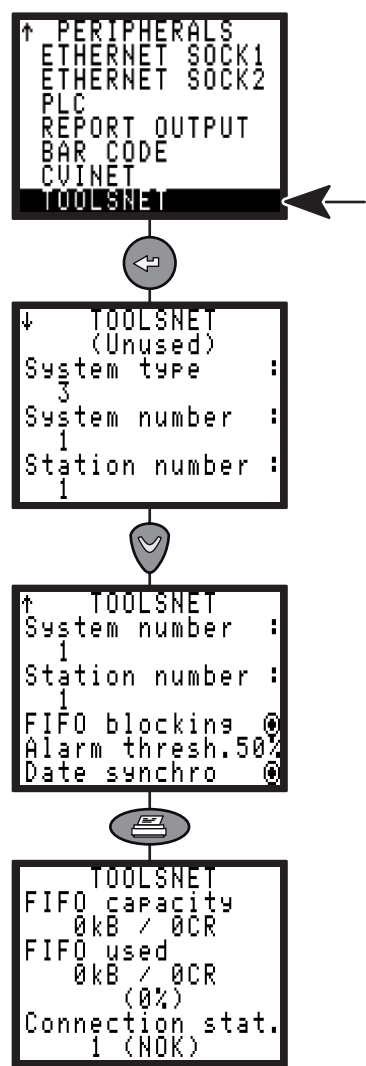 ↑ PERIPHERALS
ETHERNET SOCK1
ETHERNET SOCK2
PLC
REPORT OUTPUT
BAR CODE
CVINET
TOOLSNET
↓ TOOLSNET
(Unused)
System type :
3
System number :
1
Station number :
1
↑ TOOLSNET
System number :
1
Station number :
1
FIFO blocking
Alarm thresh.50%
Date synchro
TOOLSNET
FIFO capacity
0kB / 0CR
FIFO used
0kB / 0CR
(0%)
Connection stat.
1 (NOK)